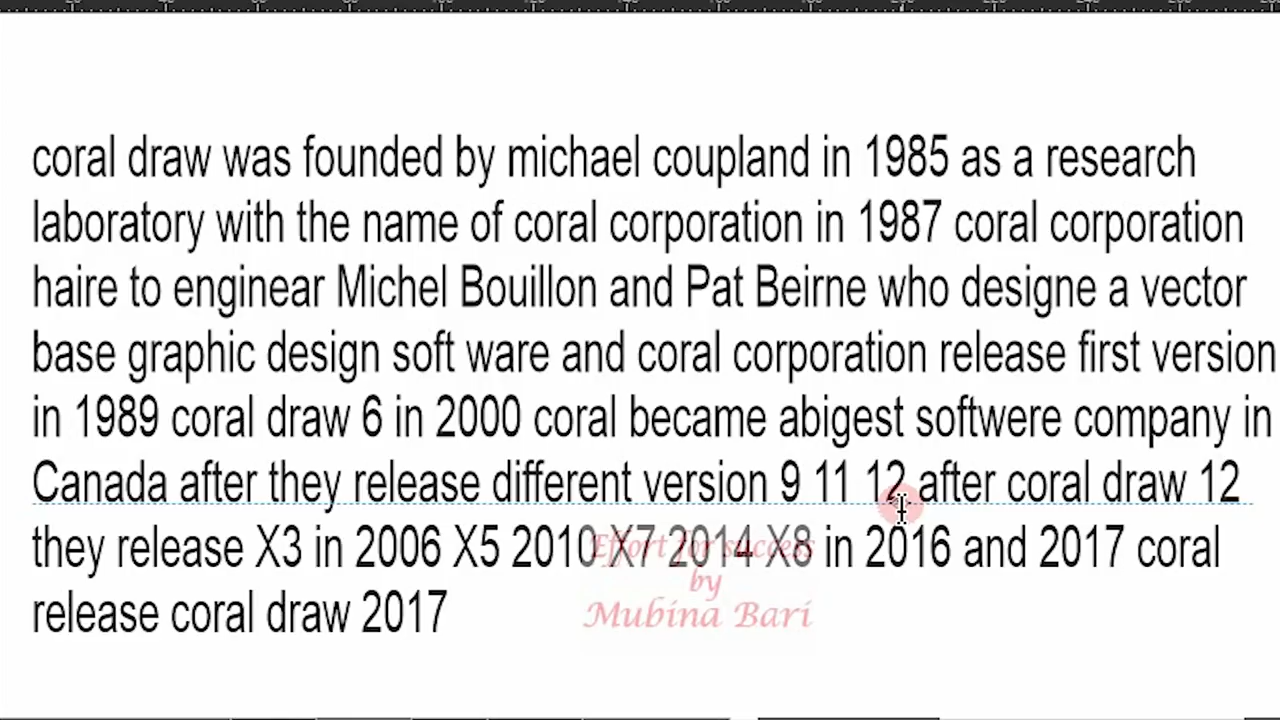 coral draw was founded by michael coupland in 1985 as a research
laboratory with the name of coral corporation in 1987 coral corporation
haire to enginear Michel Bouillon and Pat Beirne who designe a vector
base graphic design soft ware and coral corporation release first version
in 1989 coral draw 6 in 2000 coral became abigest softwere company in
Canada after they release different version 9 11 12, after coral draw 12
they release X3 in 2006 X5 2010 X7 2014 X8 in 2016 and 2017 coral
release coral draw 2017
Effort for success
by
Mubina Bari